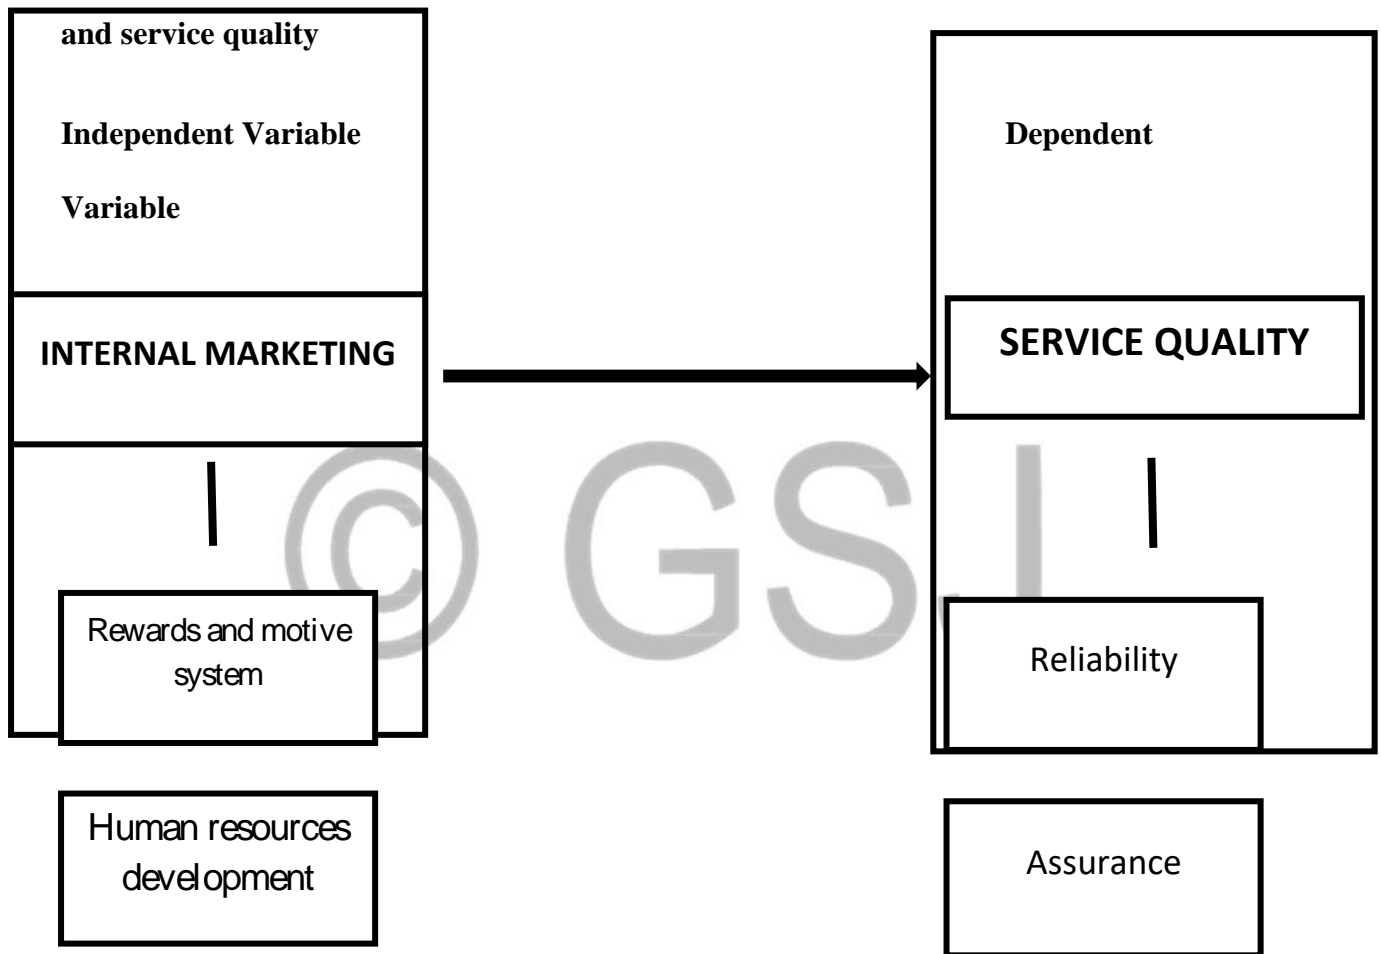 and service quality
Independent Variable
Dependent
Variable
INTERNAL MARKETING
SERVICE QUALITY
© GSJ
Rewards and motive
system
Reliability
Human resources
development
Assurance